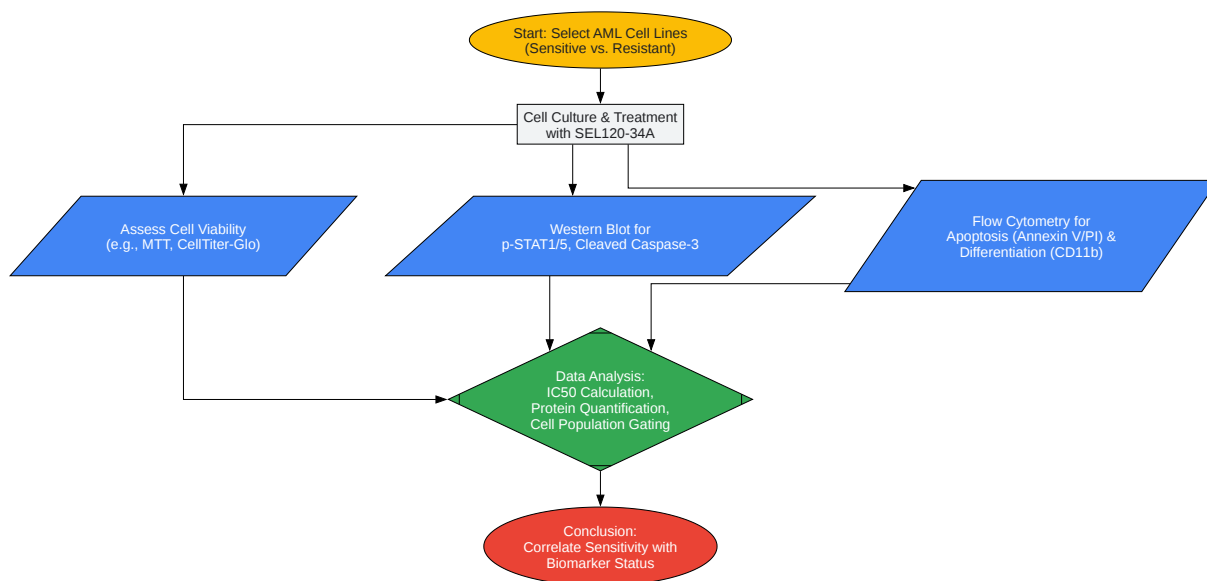 Start: Select AML Cell Lines
(Sensitive vs. Resistant)
Cell Culture & Treatment
with SEL120-34A
Assess Cell Viability
(e.g., MTT, CellTiter-Glo)
Western Blot for
p-STAT1/5, Cleaved Caspase-3
Flow Cytometry for
Apoptosis (Annexin V/PI) &
Differentiation (CD11b)
Data Analysis:
IC50 Calculation,
Protein Quantification,
Cell Population Gating
Conclusion:
Correlate Sensitivity with
Biomarker Status